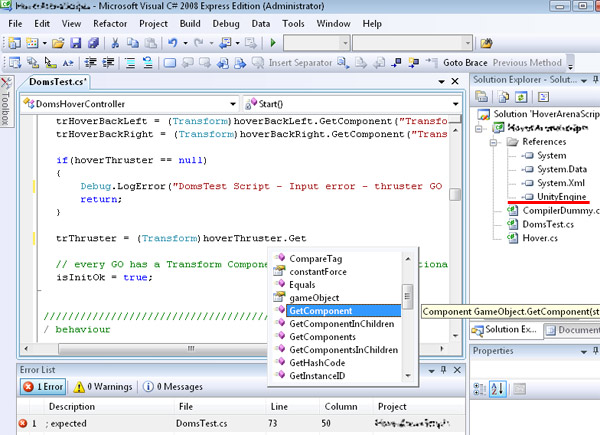 - Microsoft Visual C# 2008 Express Edition (Administrator)
File Edit View Refactor Project Build Debug Data Tools Window Help
Insert Separator Goto Brace Previous Method
Toolbox
DomsTest.cs*
DomsHoverController
Start()
trHoverBackLeft = (Transform)hoverBackLeft.GetComponent("Transfo
trHoverBackRight = (Transform)hoverBackRight.GetComponent("Trans
if(hoverThruster == null)
{
Debug.LogError("DomsTest Script - Input error - thruster GO
return;
}
trThruster = (Transform)hoverThruster.Get
// every GO has a Transform Compon
isInitOk = true;
////////////////////////////////
/ behaviour
CompareTag
constantForce
Equals
gameObject
GetComponent
GetComponentInChildren
GetComponents
GetComponentsInChildren
GetHashCode
GetInstanceID
Component GameObject.GetComponent(st
Solution Explorer - Solut...
Solution 'HoverArenaScrip
References
System
System.Data
System.Xml
UnityEngine
CompilerDummy.cs
DomsTest.cs
Hover.cs
Solution Ex...
Document
Properties
Error List
1 Error
0 Warnings
0 Messages
Description File Line Column Project
1 ; expected DomsTest.cs 73 50